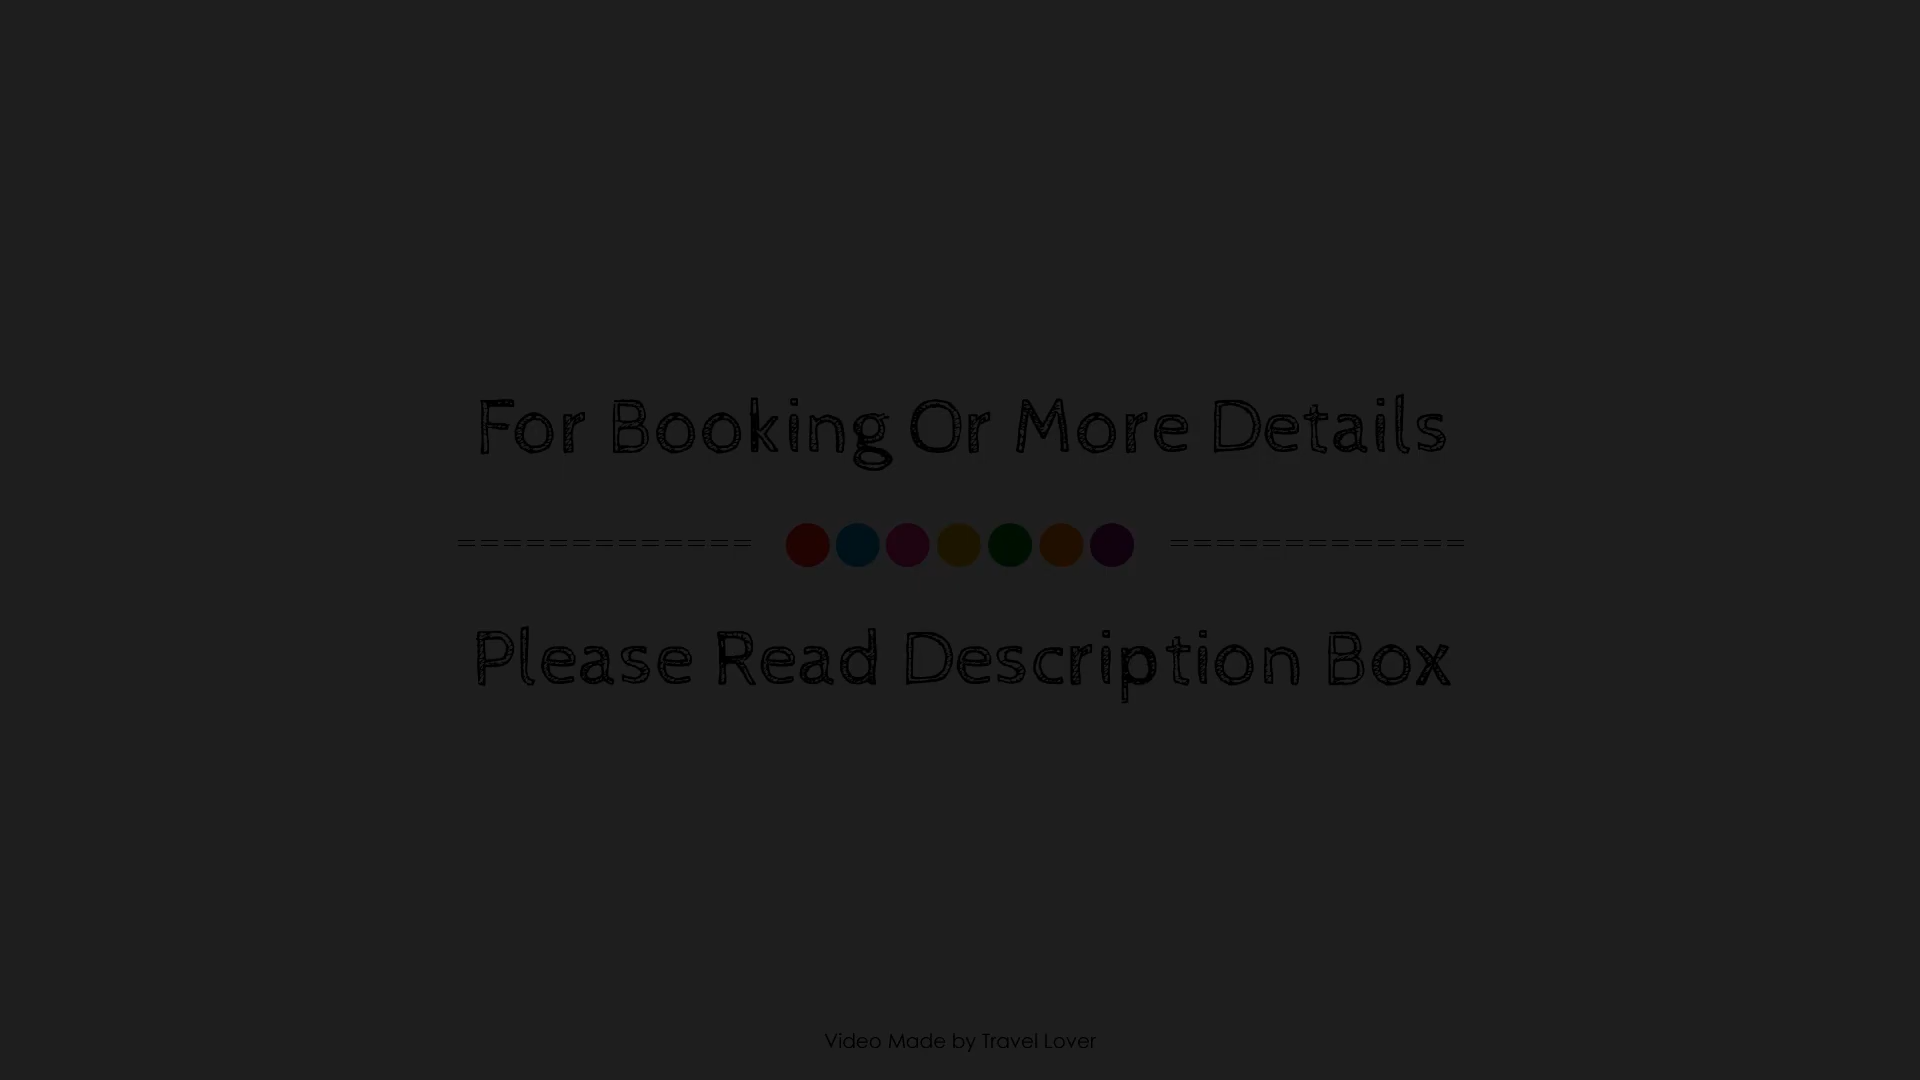 For Booking Or More Details
============= =============
Please Read Description Box
Video Made by Travel Lover